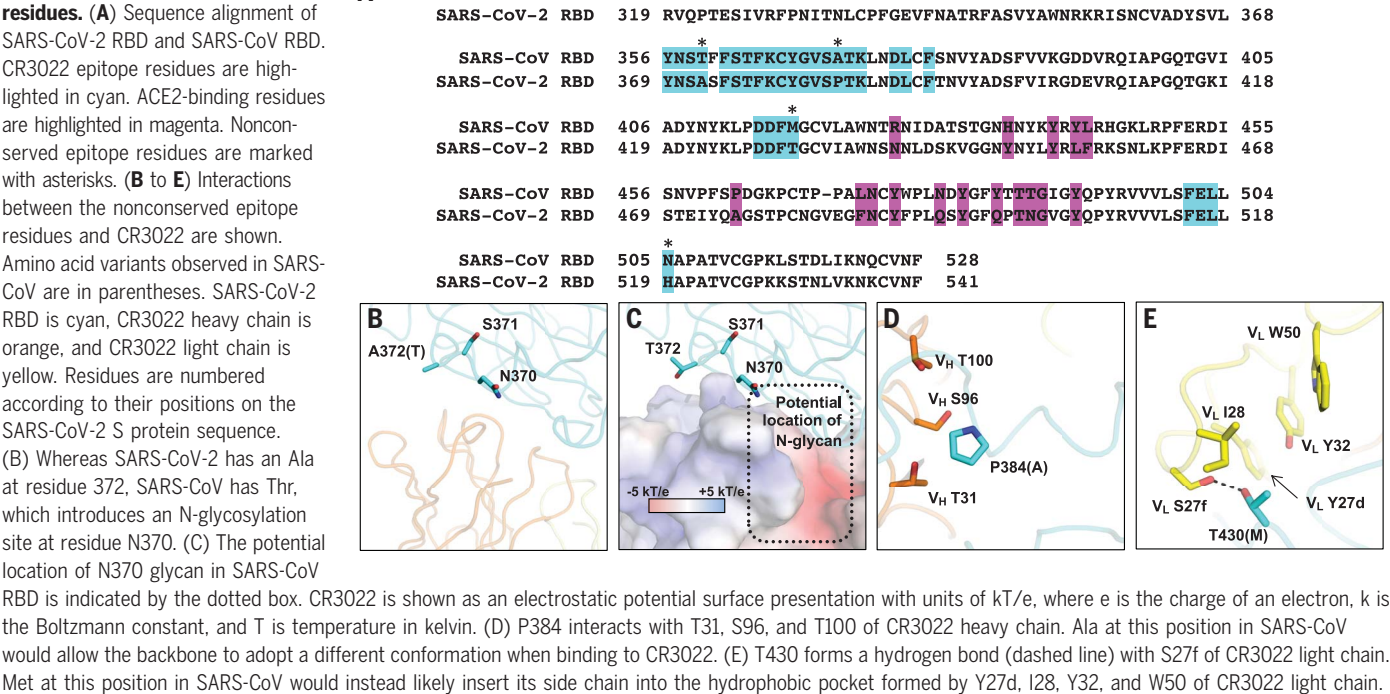 residues. (A) Sequence alignment of
SARS-CoV-2 RBD and SARS-CoV RBD.
CR3022 epitope residues are high-
lighted in cyan. ACE2-binding residues
are highlighted in magenta. Noncon-
served epitope residues are marked
with asterisks. (B to E) Interactions
between the nonconserved epitope
residues and CR3022 are shown.
Amino acid variants observed in SARS-
CoV are in parentheses. SARS-CoV-2
RBD is cyan, CR3022 heavy chain is
orange, and CR3022 light chain is
yellow. Residues are numbered
according to their positions on the
SARS-CoV-2 S protein sequence.
(B) Whereas SARS-CoV-2 has an Ala
at residue 372, SARS-CoV has Thr,
which introduces an N-glycosylation
site at residue N370. (C) The potential
location of N370 glycan in SARS-CoV
RBD is indicated by the dotted box. CR3022 is shown as an electrostatic potential surface presentation with units of kT/e, where e is the charge of an electron, k is
the Boltzmann constant, and T is temperature in kelvin. (D) P384 interacts with T31, S96, and T100 of CR3022 heavy chain. Ala at this position in SARS-CoV
would allow the backbone to adopt a different conformation when binding to CR3022. (E) T430 forms a hydrogen bond (dashed line) with S27f of CR3022 light chain.
Met at this position in SARS-CoV would instead likely insert its side chain into the hydrophobic pocket formed by Y27d, I28, Y32, and W50 of CR3022 light chain.
SARS-CoV-2 RBD 319 RVQPTESIVRFPNITNLCPFGEVFNATRFASVYAWNRKRISNCVADYSVL 368
* *
SARS-CoV RBD 356 YNSTFFSTFKCYGVSATKLNDLCFSNVYADSFVVKGDDVRQIAPGQTGVI 405
SARS-CoV-2 RBD 369 YNSASFSTFKCYGVSPTKLNDLCFTNVYADSFVIRGDEVRQIAPGQTGKI 418
*
SARS-CoV RBD 406 ADYNYKLPDDFMGCVLAWNTRNIDATSTGNHNYKYRYLRHGKLRPFERDI 455
SARS-CoV-2 RBD 419 ADYNYKLPDDFTGCVIAWNSNNLDSKVGGNYNYLYRLFRKSNLKPFERDI 468
SARS-CoV RBD 456 SNVPFSPDGKPCTP-PALNCYWPLNDYGFYTTTGIGYQPYRVVVLSFELL 504
SARS-CoV-2 RBD 469 STEIYQAGSTPCNGVEGFNCYFPLQSYGFQPTNGVGYQPYRVVVLSFELL 518
*
SARS-CoV RBD 505 NAPATVCGPKLSTDLIKNQCVNF 528
SARS-CoV-2 RBD 519 HAPATVCGPKKSTNLVKNKCVNF 541
B
S371
A372(T)
N370
C
S371
T372
N370
Potential
location of
N-glycan
-5 kT/e +5 kT/e
D
VH T100
VH S96
P384(A)
VH T31
E
VL W50
VL I28
VL Y32
VL S27f
VL Y27d
T430(M)